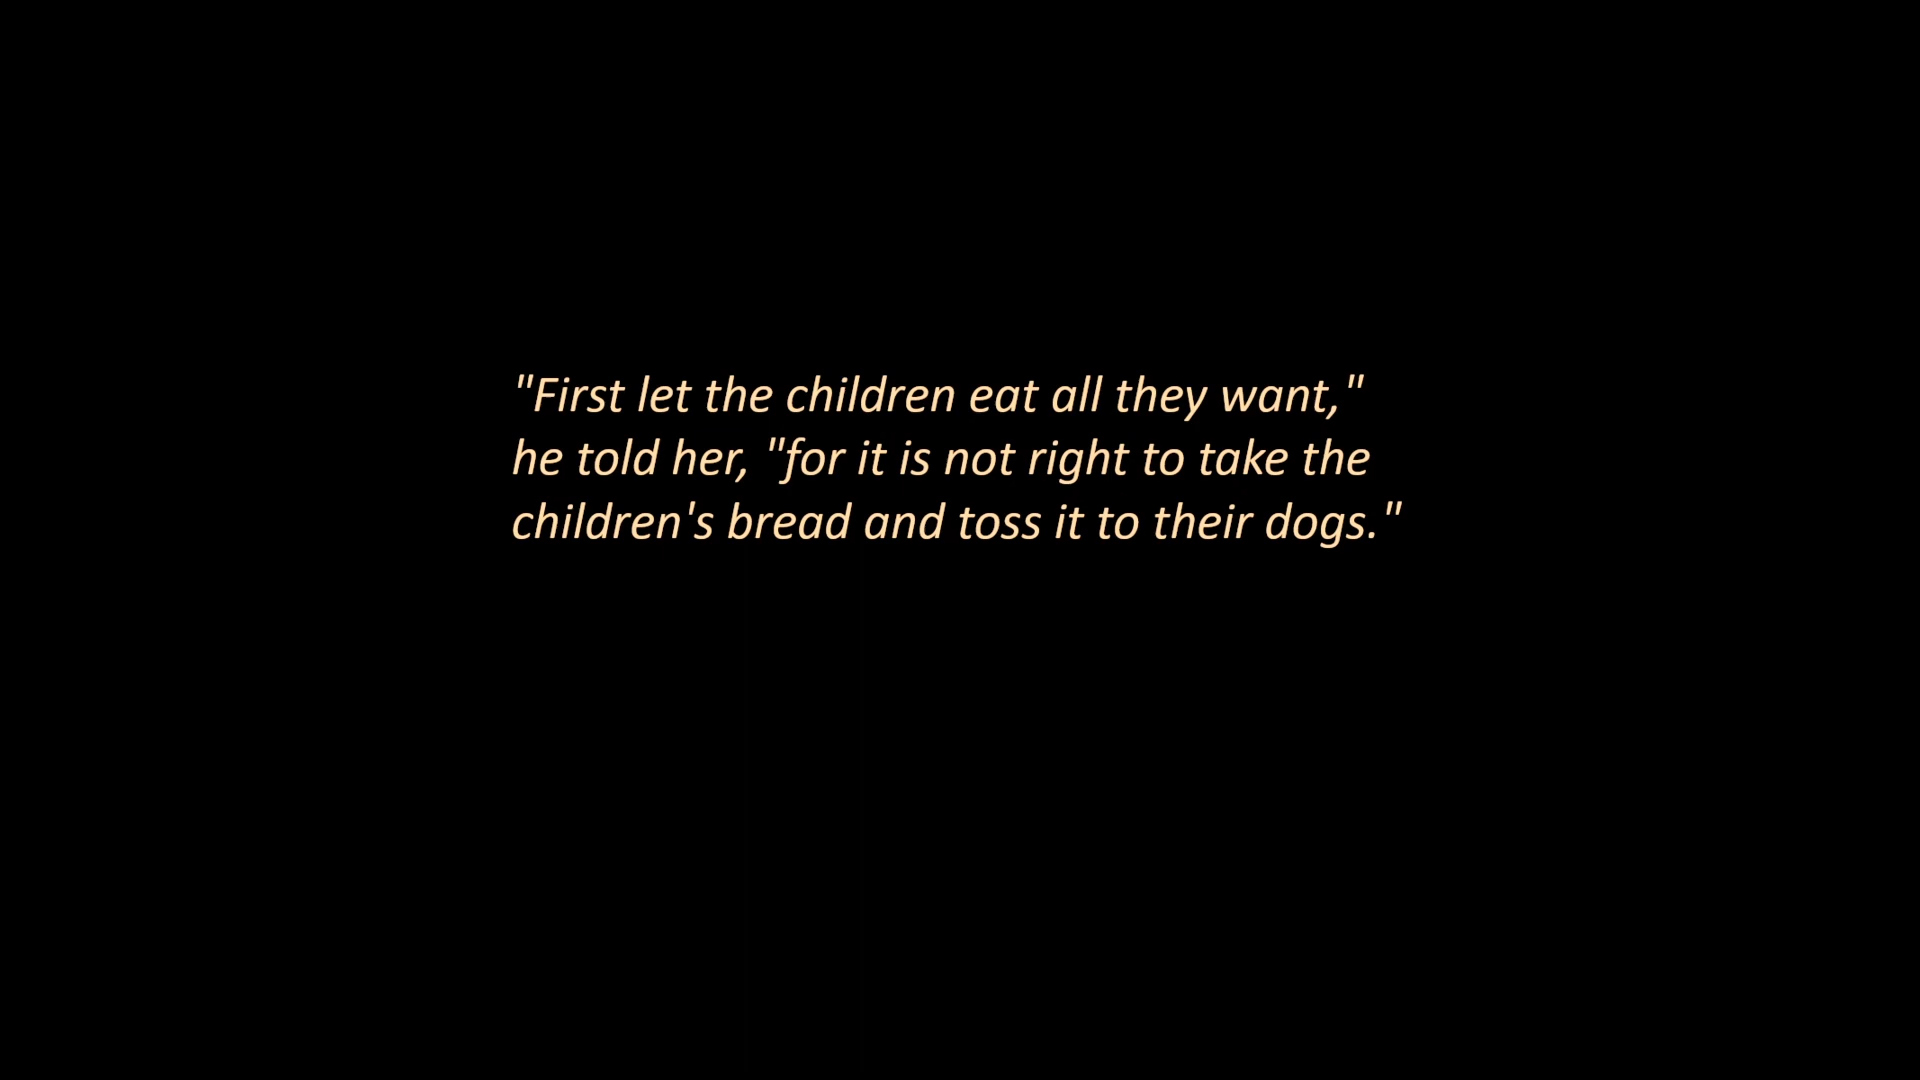 "First let the children eat all they want,"
he told her, "for it is not right to take the
children's bread and toss it to their dogs."